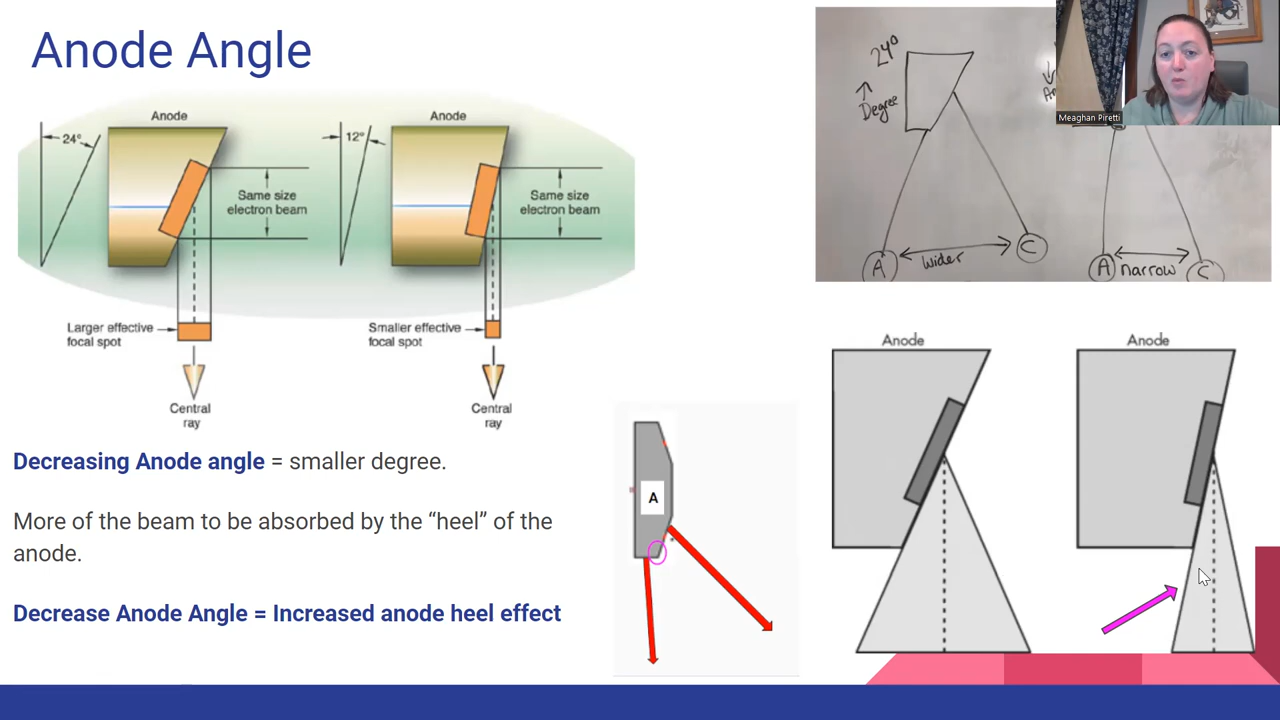 Anode Angle
Anode
Anode
24°
12°
Same size
electron beam
Same size
electron beam
Larger effective
focal spot
Smaller effective
focal spot
Central
ray
Central
ray
Decreasing Anode angle = smaller degree.
More of the beam to be absorbed by the “heel” of the
anode.
Decrease Anode Angle = Increased anode heel effect
A
24°
↑
Degree
A
wider
C
A
narrow
C
Meaghan Piretti
Anode
Anode